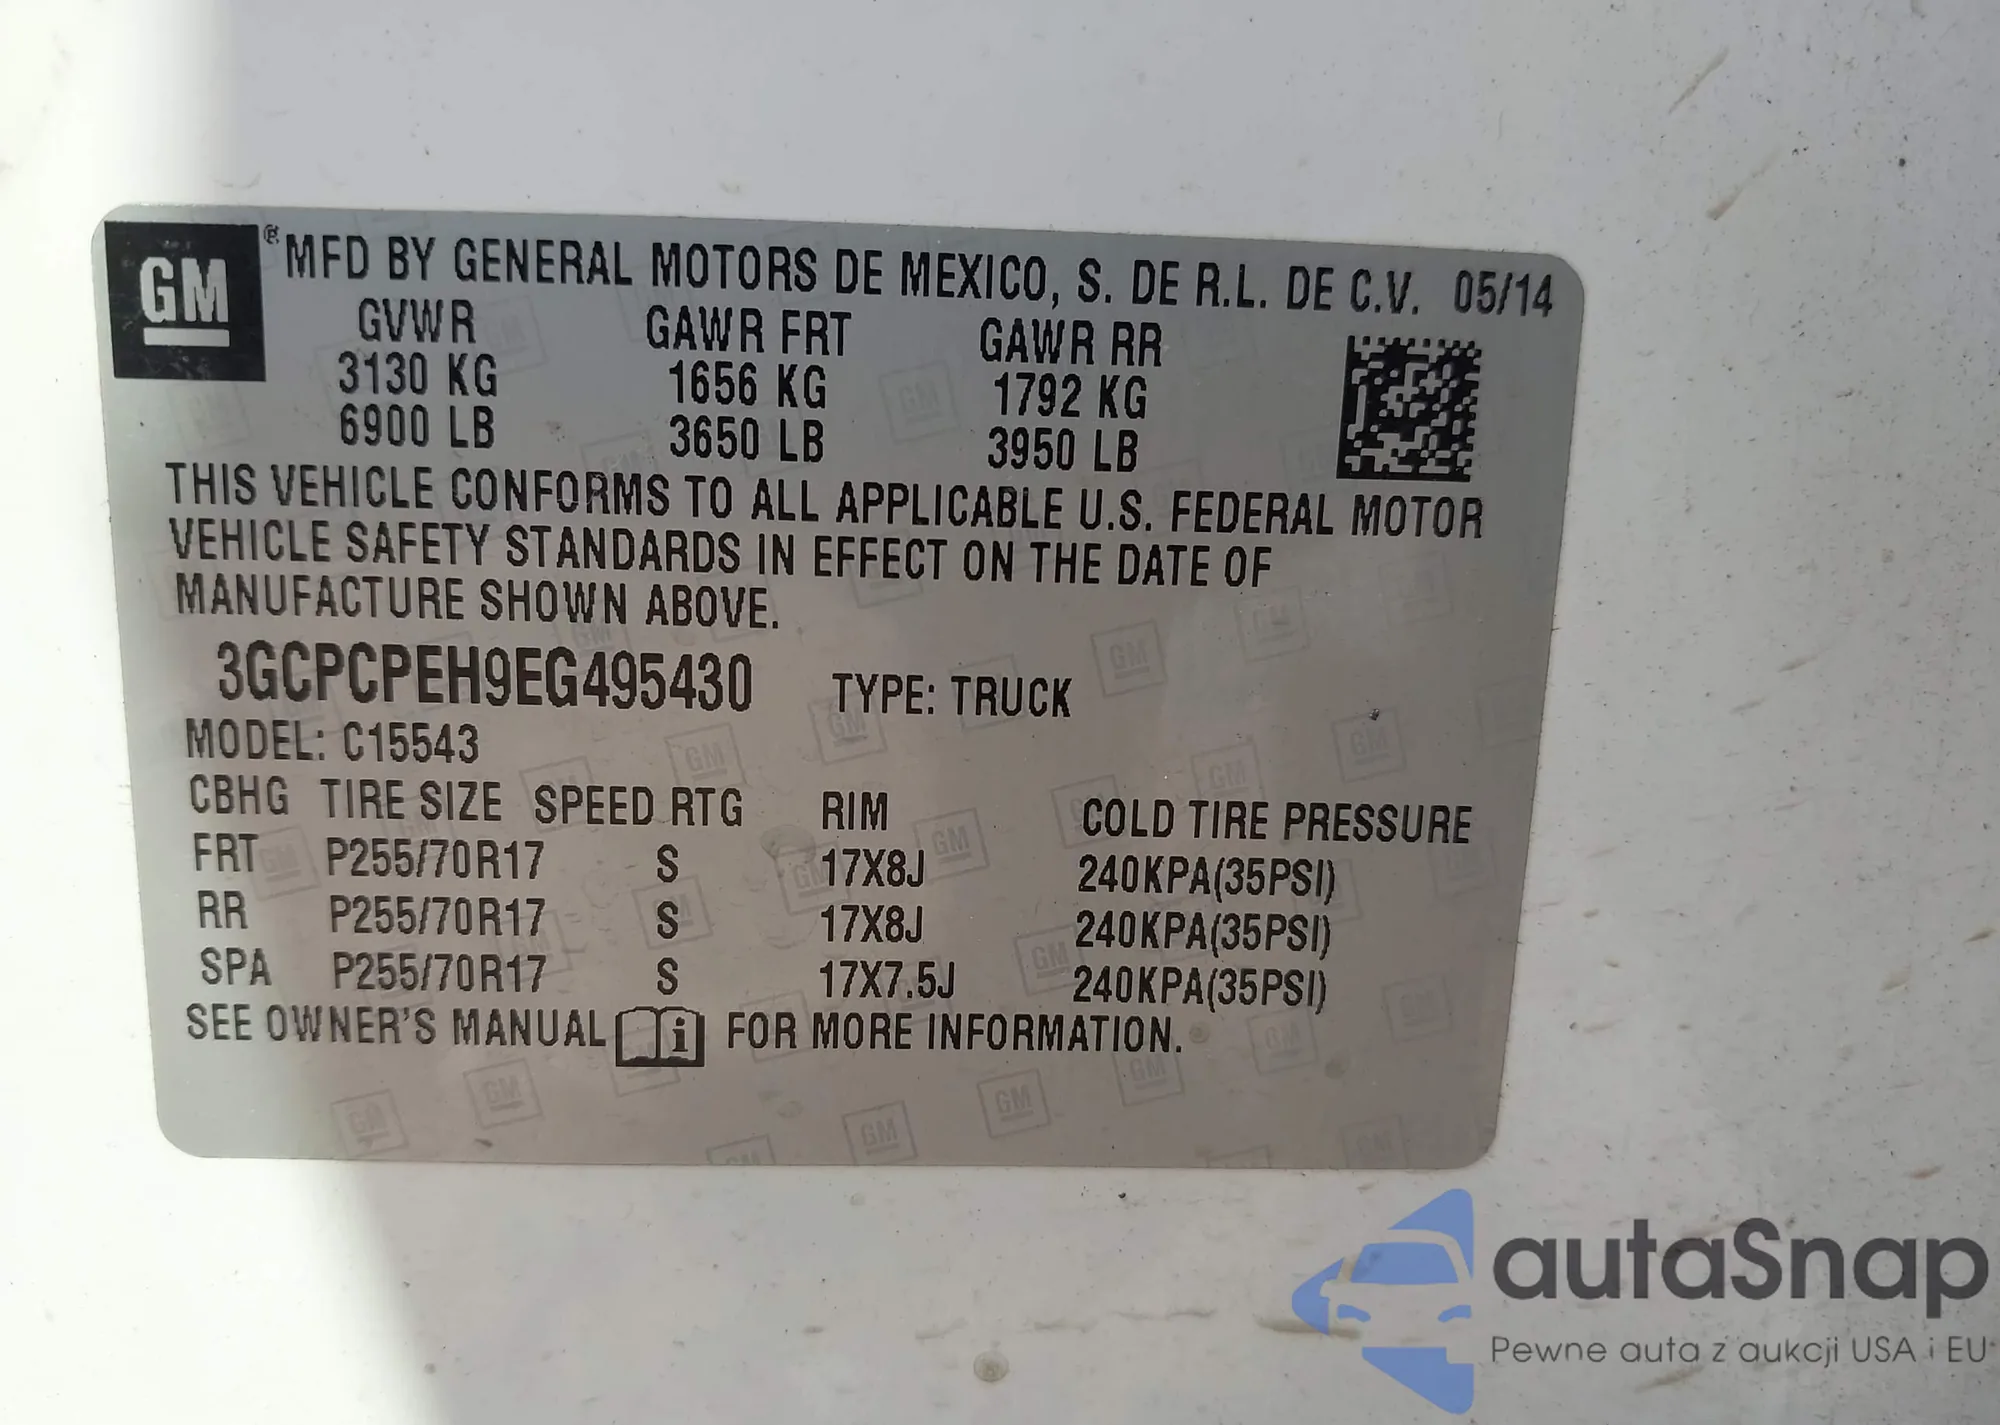 GM ® MFD BY GENERAL MOTORS DE MEXICO, S. DE R.L. DE C.V. 05/14
GVWR GAWR FRT GAWR RR
3130 KG 1656 KG 1792 KG
6900 LB 3650 LB 3950 LB
THIS VEHICLE CONFORMS TO ALL APPLICABLE U.S. FEDERAL MOTOR
VEHICLE SAFETY STANDARDS IN EFFECT ON THE DATE OF
MANUFACTURE SHOWN ABOVE.
3GCPCPEH9EG495430 TYPE: TRUCK
MODEL: C15543
CBHG TIRE SIZE SPEED RTG RIM COLD TIRE PRESSURE
FRT P255/70R17 S 17X8J 240KPA(35PSI)
RR P255/70R17 S 17X8J 240KPA(35PSI)
SPA P255/70R17 S 17X7.5J 240KPA(35PSI)
SEE OWNER'S MANUAL i FOR MORE INFORMATION.
autaSnap
Pewne auta z aukcji USA i EU